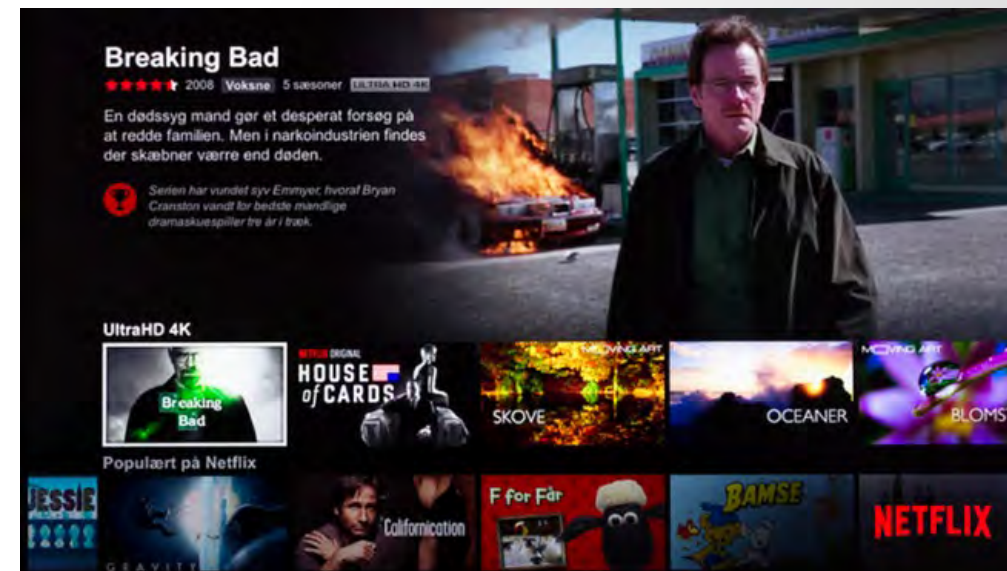 Breaking Bad
2008 Voksne 5 sæsoner ULTRA HD 4K
En dødssyg mand gør et desperat forsøg på
at redde familien. Men i narkoindustrien findes
der skæbner værre end døden.
Serien har vundet syv Emmyer, hvoraf Bryan
Cranston vandt for bedste mandlige
dramaskuespiller tre år i træk.
UltraHD 4K
Breaking
Bad
NETFLIX ORIGINAL
HOUSE
of CARDS
MOVING ART
SKOVE
OCEANER
MOVING ART
BLOMS
Populært på Netflix
JESSIE
GRAVITY
Californication
F for Får
BAMSE
NETFLIX